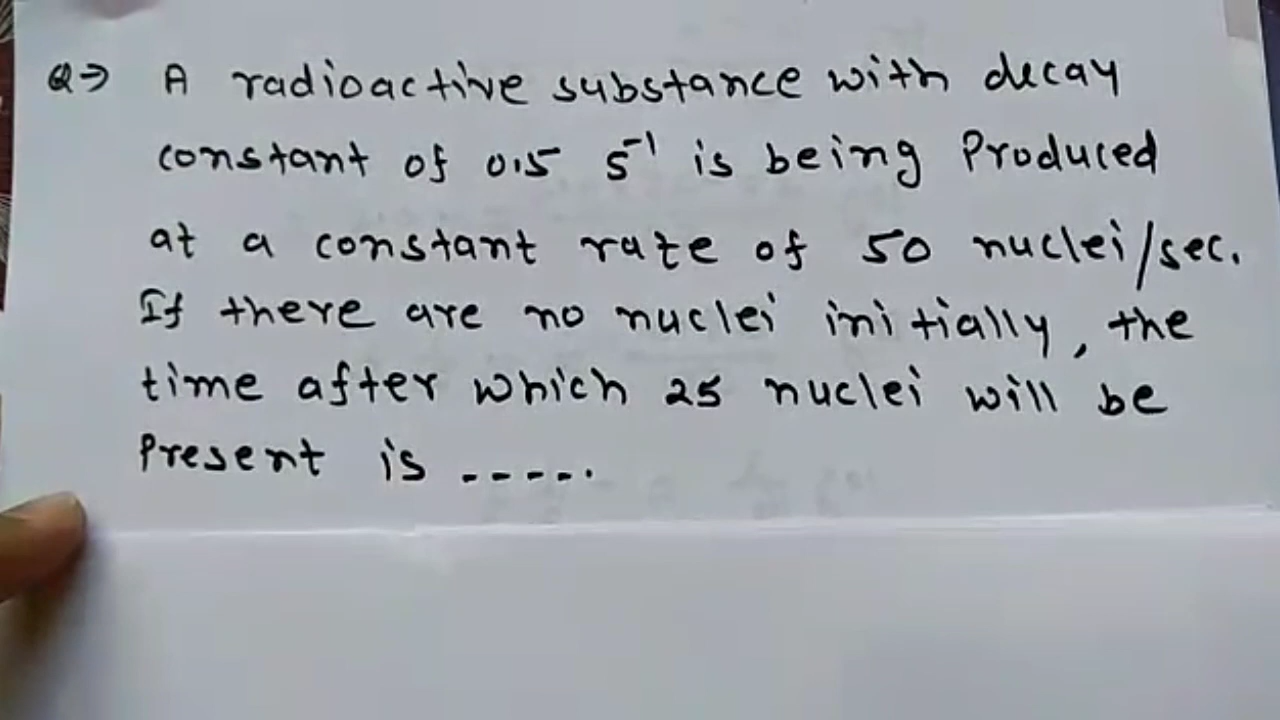 Q⇒ A radioactive substance with decay
constant of 0.5 s⁻¹ is being Produced
at a constant rate of 50 nuclei/sec.
If there are no nuclei initially, the
time after which 25 nuclei will be
Present is -----.